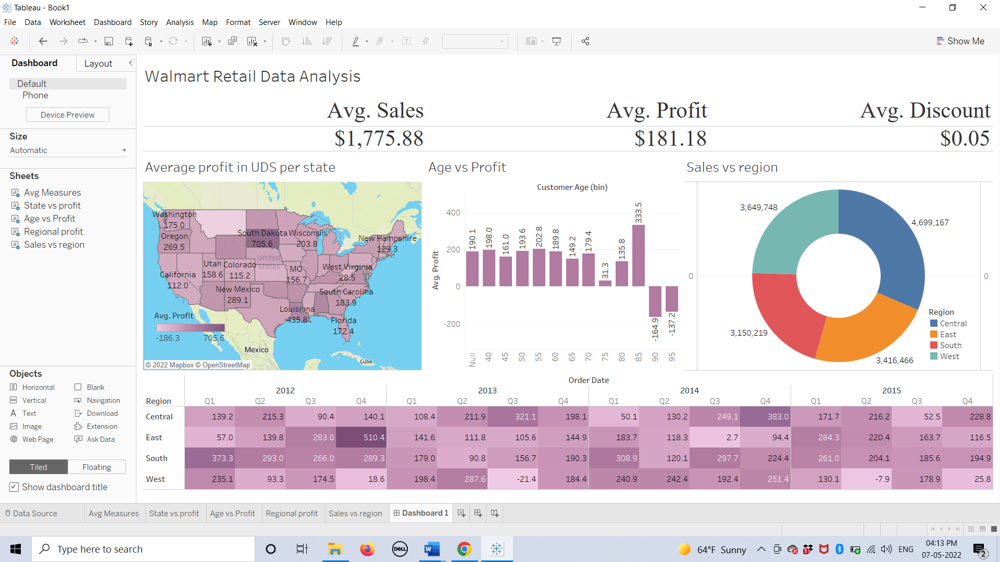 Tableau - Book1
File Data Worksheet Dashboard Story Analysis Map Format Server Window Help
Show Me
Dashboard Layout
Default
Phone
Device Preview
Size
Automatic
Sheets
Avg Measures
State vs profit
Age vs Profit
Regional profit
Sales vs region
Objects
Horizontal Blank
Vertical Navigation
A Text Download
Image Extension
Web Page Ask Data
Tiled Floating
Show dashboard title
Walmart Retail Data Analysis
Avg. Sales Avg. Profit Avg. Discount
$1,775.88 $181.18 $0.05
Average profit in UDS per state
Washington
175.0
Oregon
269.5
South Dakota
705.6
Wisconsin
203.8
New Hampshire
129.3
United
States
Utah
158.6
Colorado
115.2
MO
156.7
West Virginia
28.5
California
112.0
New Mexico
289.1
South Carolina
183.9
Louisiana
435.8
Florida
172.4
Avg. Profit
-186.3 705.6
Mexico
Cuba
© 2022 Mapbox © OpenStreetMap
Age vs Profit
Customer Age (bin)
Avg. Profit
400
200
0
-200
190.1 198.0 161.0 193.6 202.8 189.8 149.2 179.4 31.3 135.8 333.5 -164.9 -137.2
Null 40 45 50 55 60 65 70 75 80 85 90 95
Sales vs region
3,649,748
4,699,167
0 0
3,150,219
3,416,466
Region
Central
East
South
West
Order Date
2012 2013 2014 2015
Region Q1 Q2 Q3 Q4 Q1 Q2 Q3 Q4 Q1 Q2 Q3 Q4 Q1 Q2 Q3 Q4
Central 139.2 215.3 90.4 140.1 108.4 211.9 321.1 198.1 50.1 130.2 249.1 383.0 171.7 216.2 52.5 228.8
East 57.0 139.8 283.0 510.4 141.6 111.8 105.6 144.9 183.7 118.3 2.7 94.4 284.3 220.4 163.7 116.5
South 373.3 293.0 266.0 289.3 179.0 90.8 156.7 190.3 308.9 120.1 297.7 224.4 261.0 204.1 185.6 194.9
West 235.1 93.3 174.5 18.6 198.4 287.6 -21.4 184.4 240.9 242.4 192.4 251.4 130.1 -7.9 178.9 25.8
Data Source Avg Measures State vs profit Age vs Profit Regional profit Sales vs region Dashboard 1
Type here to search
DELL
W
64°F Sunny
5
ENG
04:13 PM
07-05-2022
2